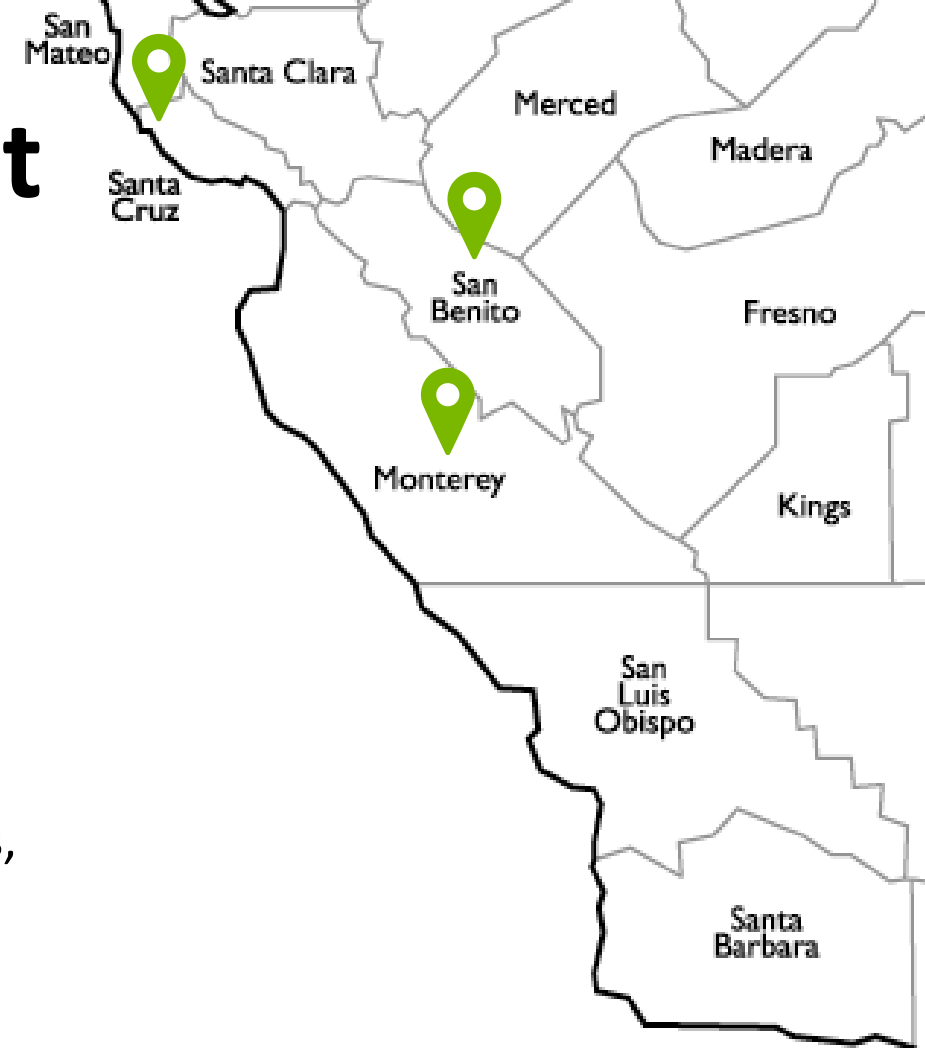 San
Mateo
Santa Clara
Merced
Madera
t
Santa
Cruz
San
Benito
Fresno
Monterey
Kings
San
Luis
Obispo
,
Santa
Barbara